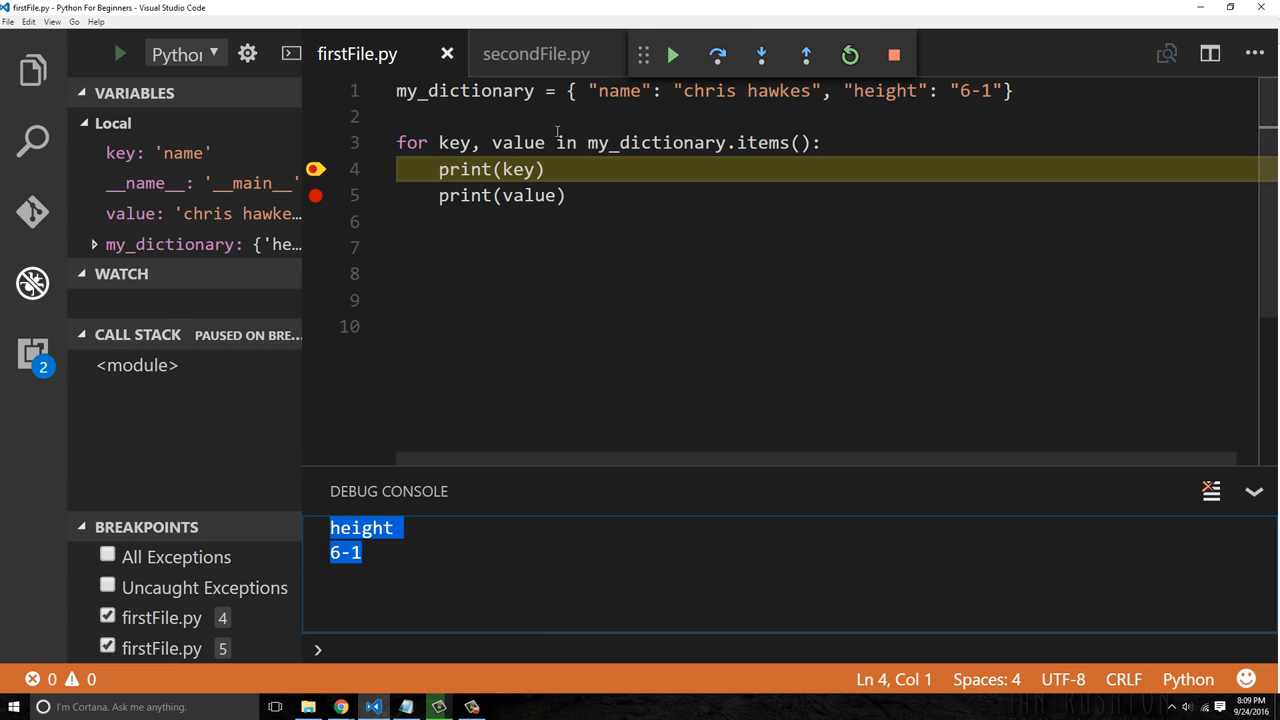 firstFile.py - Python For Beginners - Visual Studio Code
File Edit View Go Help
Python
firstFile.py
secondFile.py
VARIABLES
Local
key: 'name'
__name__: '__main__'
value: 'chris hawke...
my_dictionary: {'he...
WATCH
CALL STACK PAUSED ON BRE...
<module>
BREAKPOINTS
All Exceptions
Uncaught Exceptions
firstFile.py 4
firstFile.py 5
2
1 my_dictionary = { "name": "chris hawkes", "height": "6-1"}
2
3 for key, value in my_dictionary.items():
4 print(key)
5 print(value)
6
7
8
9
10
DEBUG CONSOLE
height
6-1
0 0
Ln 4, Col 1 Spaces: 4 UTF-8 CRLF Python
I'm Cortana. Ask me anything.
8:09 PM
9/24/2016